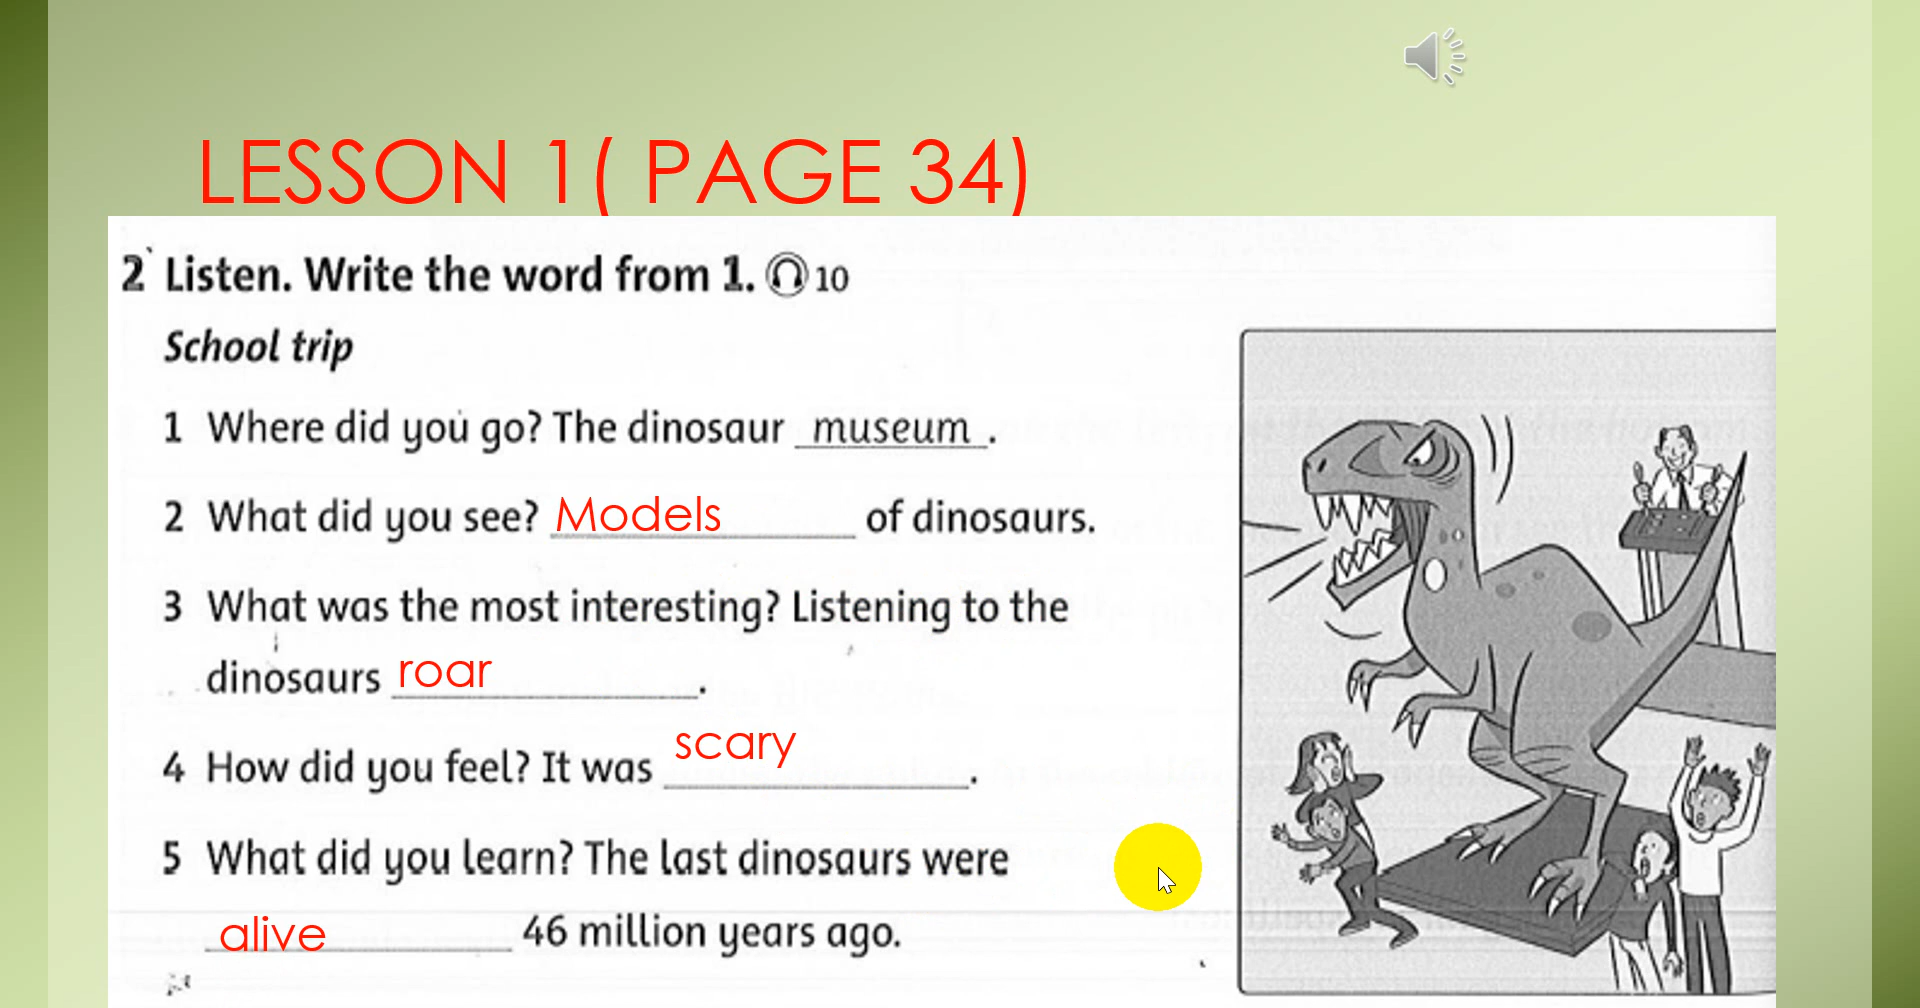 LESSON 1( PAGE 34)
2 Listen. Write the word from 1. 10
School trip
1 Where did you go? The dinosaur museum.
2 What did you see? Models of dinosaurs.
3 What was the most interesting? Listening to the
dinosaurs roar.
4 How did you feel? It was scary.
5 What did you learn? The last dinosaurs were
alive 46 million years ago.